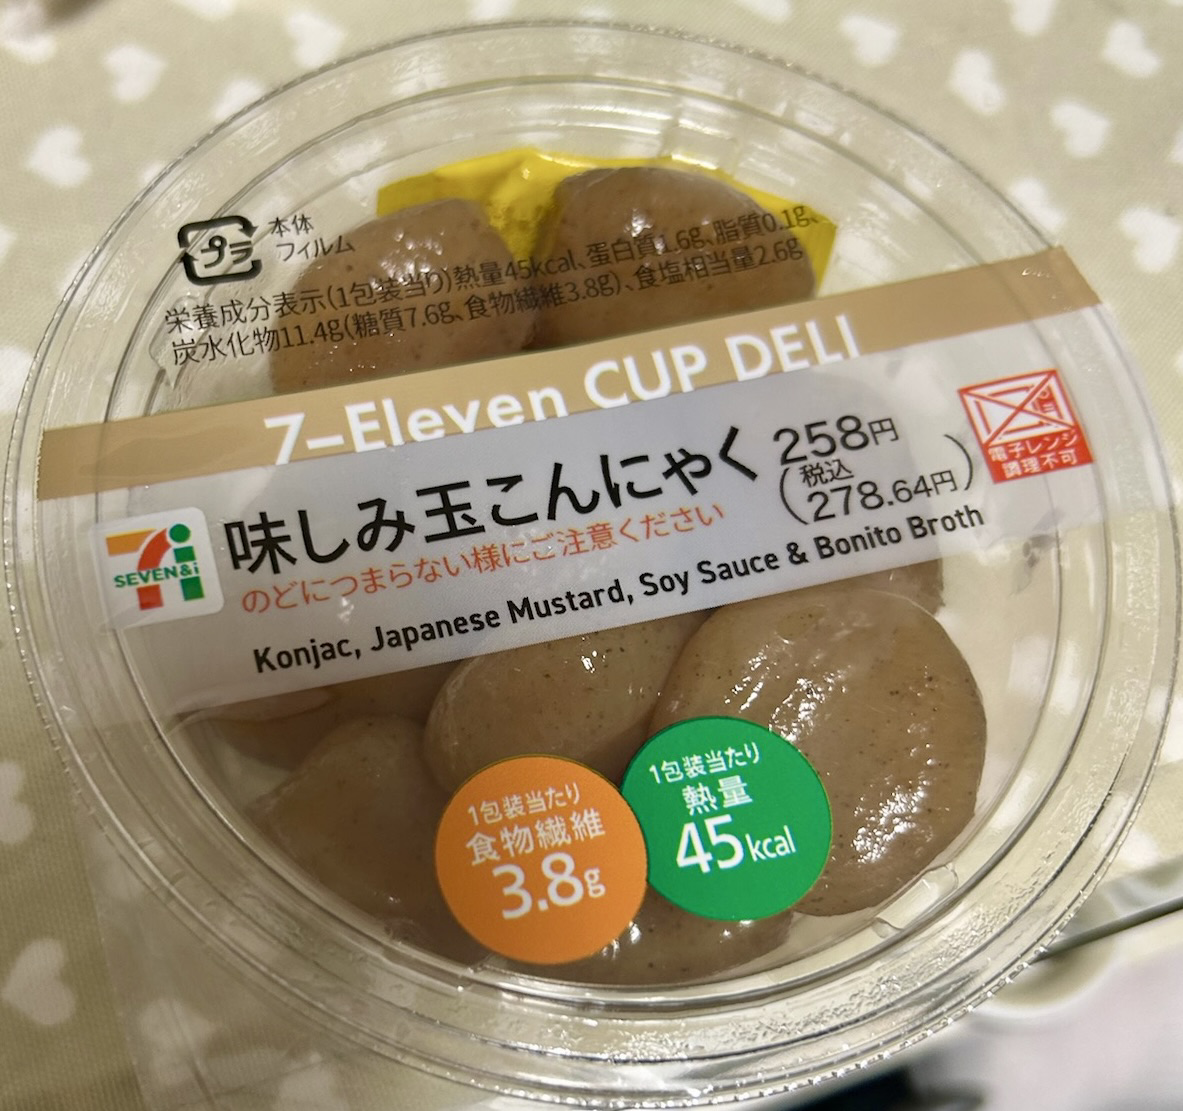 プラ
本体
フィルム
栄養成分表示(1包装当り)熱量45kcal、蛋白質1.6g、脂質0.1g、
炭水化物11.4g(糖質7.6g、食物繊維3.8g)、食塩相当量2.6g
7-Eleven CUP DELI
味しみ玉こんにゃく 258円
(税込
278.64円)
電子レンジ
調理不可
SEVEN&i
のどにつまらない様にご注意ください
Konjac, Japanese Mustard, Soy Sauce & Bonito Broth
1包装当たり
食物繊維
3.8g
1包装当たり
熱量
45kcal